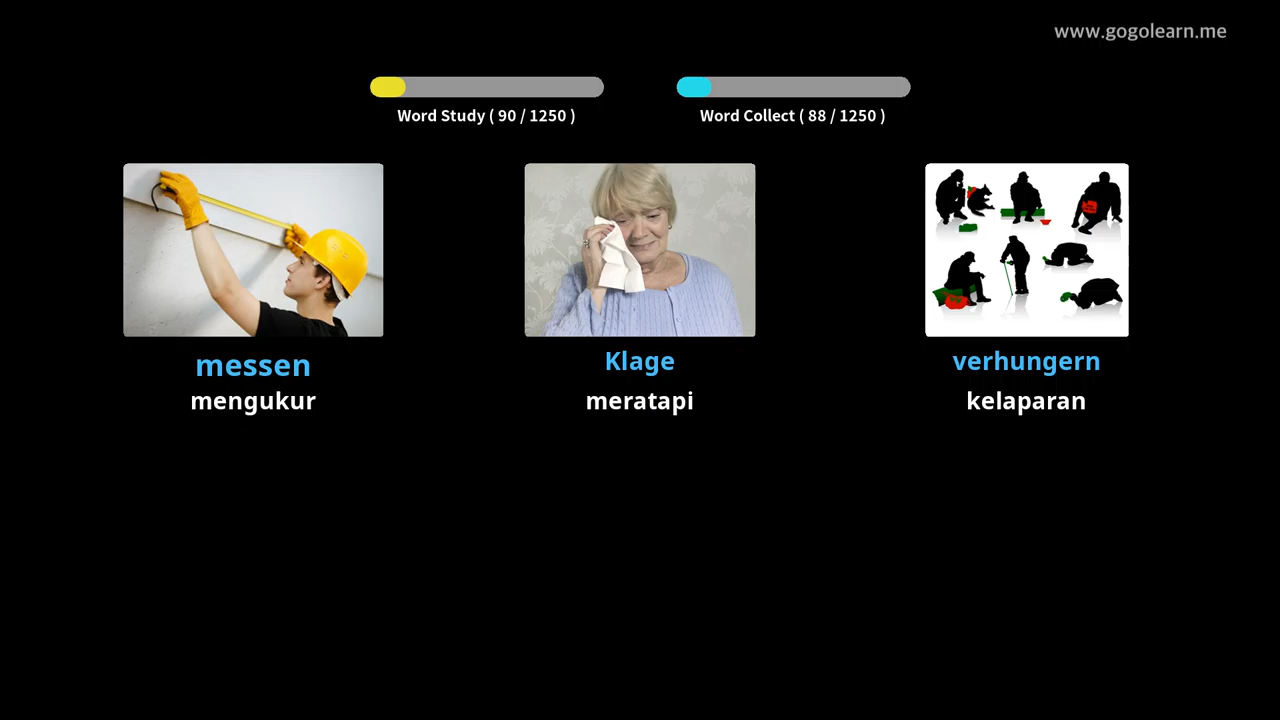 www.gogolearn.me
Word Study ( 90 / 1250 )
Word Collect ( 88 / 1250 )
messen
mengukur
Klage
meratapi
verhungern
kelaparan